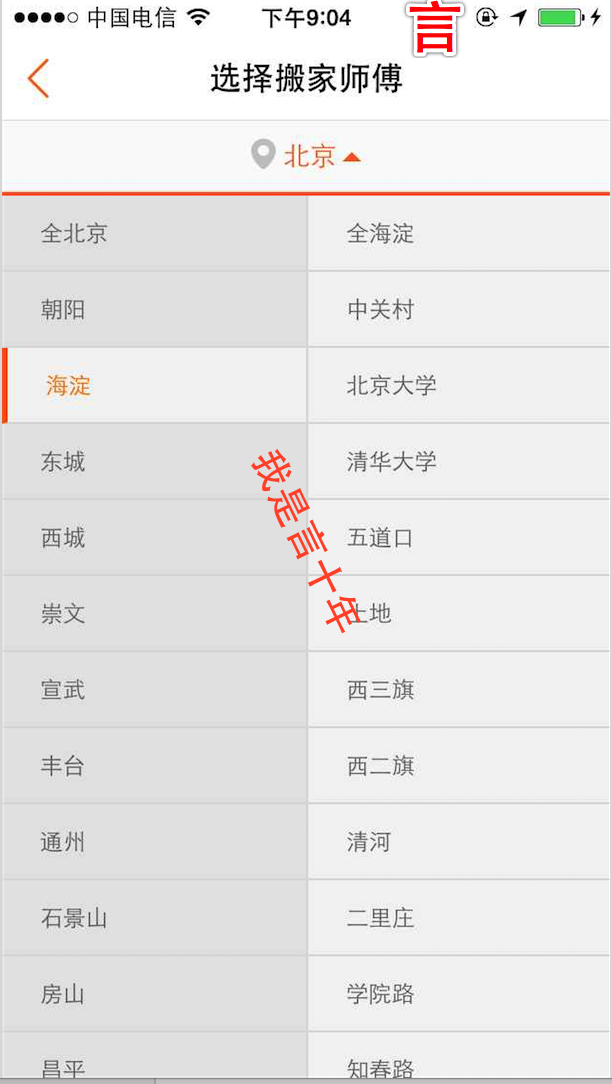 中国电信 下午9:04 言
选择搬家师傅
北京
全北京 全海淀
朝阳 中关村
海淀 北京大学
东城 清华大学
西城 五道口
崇文 上地
宣武 西三旗
丰台 西二旗
通州 清河
石景山 二里庄
房山 学院路
昌平 知春路
我是言十年